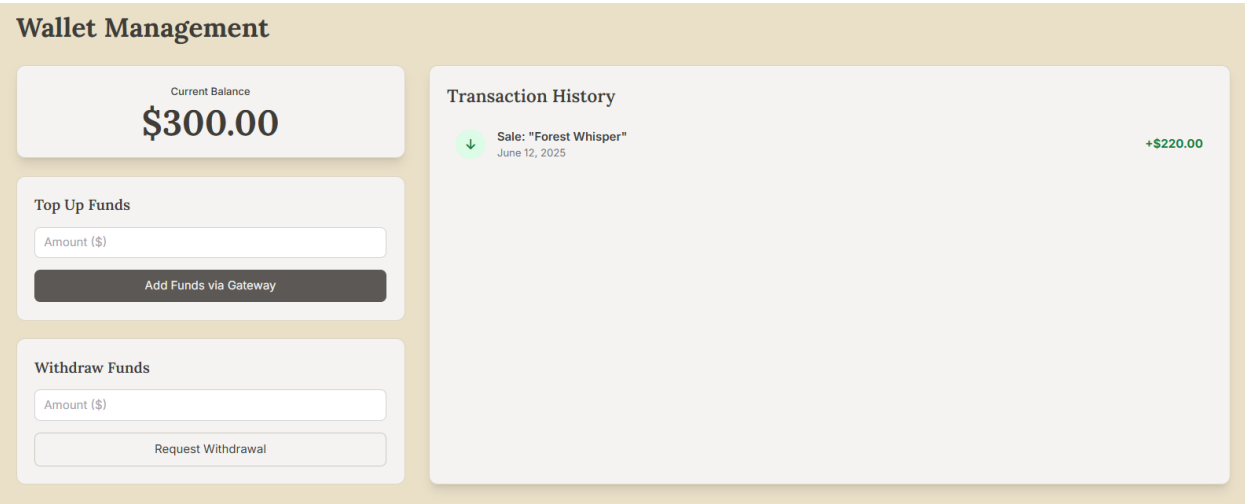 Wallet Management
Current Balance
$300.00
Top Up Funds
Amount ($)
Add Funds via Gateway
Withdraw Funds
Amount ($)
Request Withdrawal
Transaction History
Sale: "Forest Whisper"
June 12, 2025
+$220.00